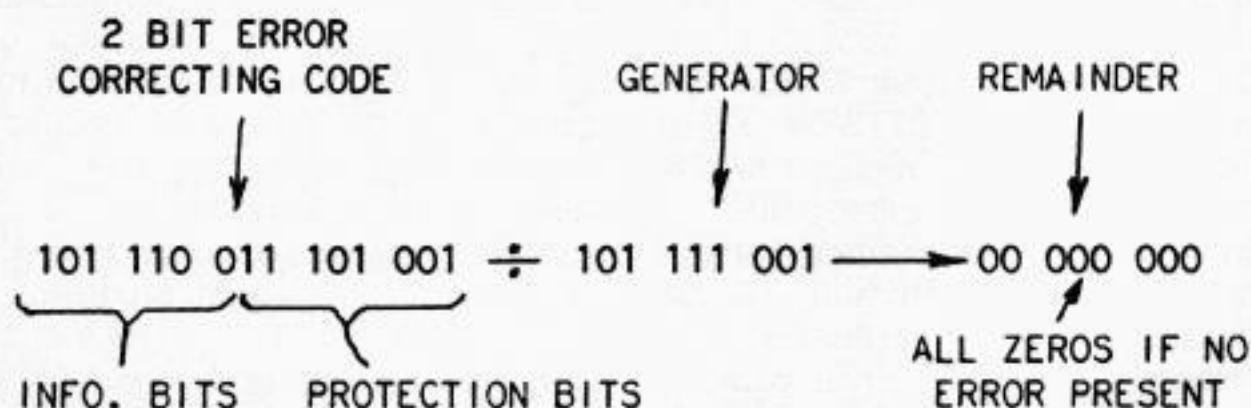 2 BIT ERROR
CORRECTING CODE
GENERATOR
REMAINDER
101 110 011 101 001 ÷ 101 111 001 → 00 000 000
INFO. BITS
PROTECTION BITS
ALL ZEROS IF NO
ERROR PRESENT